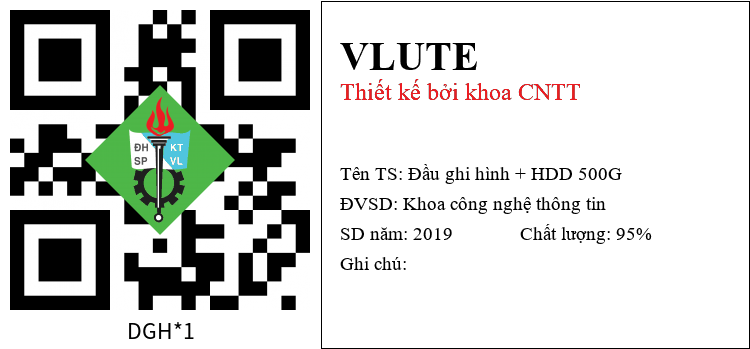 ĐH KT
SP VL
DGH*1
VLUTE
Thiết kế bởi khoa CNTT
Tên TS: Đầu ghi hình + HDD 500G
ĐVSD: Khoa công nghệ thông tin
SD năm: 2019 Chất lượng: 95%
Ghi chú: